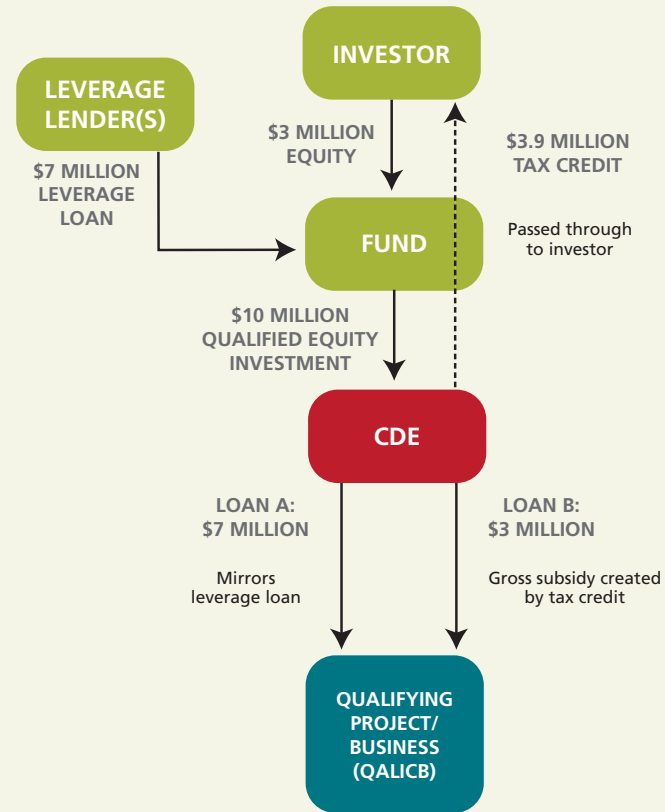 INVESTOR
LEVERAGE
LENDER(S)
$3 MILLION
EQUITY
$3.9 MILLION
TAX CREDIT
$7 MILLION
LEVERAGE
LOAN
Passed through
to investor
FUND
$10 MILLION
QUALIFIED EQUITY
INVESTMENT
CDE
LOAN A:
$7 MILLION
LOAN B:
$3 MILLION
Mirrors
leverage loan
Gross subsidy created
by tax credit
QUALIFYING
PROJECT/
BUSINESS
(QALICB)